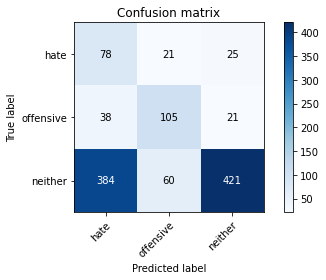 Confusion matrix
True label
hate 78 21 25
offensive 38 105 21
neither 384 60 421
hate offensive neither
Predicted label
400
350
300
250
200
150
100
50